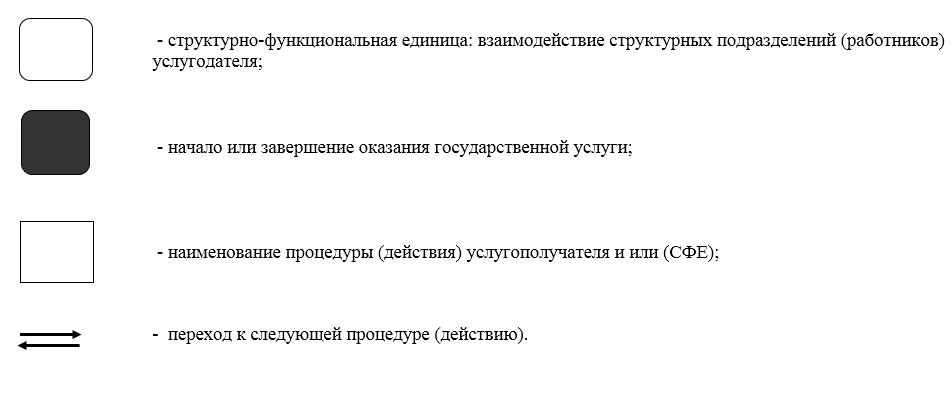 - структурно-функциональная единица: взаимодействие структурных подразделений (работников)
услугодателя;
- начало или завершение оказания государственной услуги;
- наименование процедуры (действия) услугополучателя и или (СФЕ);
- переход к следующей процедуре (действию).